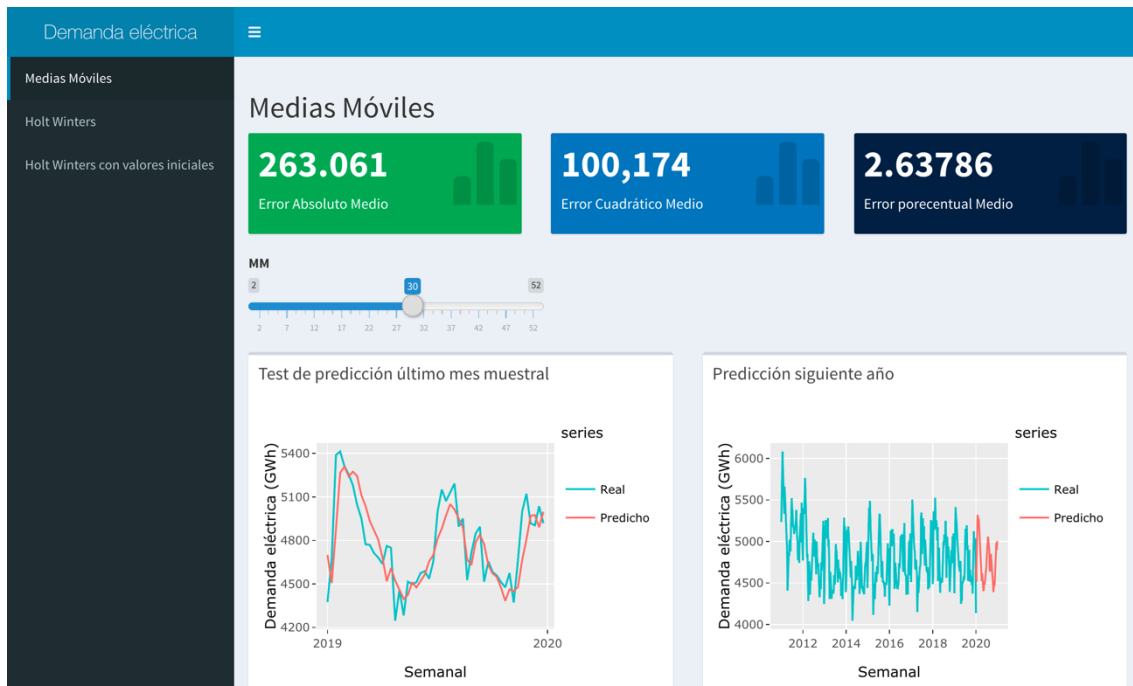 Demanda eléctrica
Medias Móviles
Holt Winters
Holt Winters con valores iniciales
Medias Móviles
263.061
Error Absoluto Medio
100,174
Error Cuadrático Medio
2.63786
Error porecentual Medio
MM
2 30 52
2 7 12 17 22 27 32 37 42 47 52
Test de predicción último mes muestral
series
Real
Predicho
Demanda eléctrica (GWh)
5400
5100
4800
4500
4200
2019 2020
Semanal
Predicción siguiente año
series
Real
Predicho
Demanda eléctrica (GWh)
6000
5500
5000
4500
4000
2012 2014 2016 2018 2020
Semanal